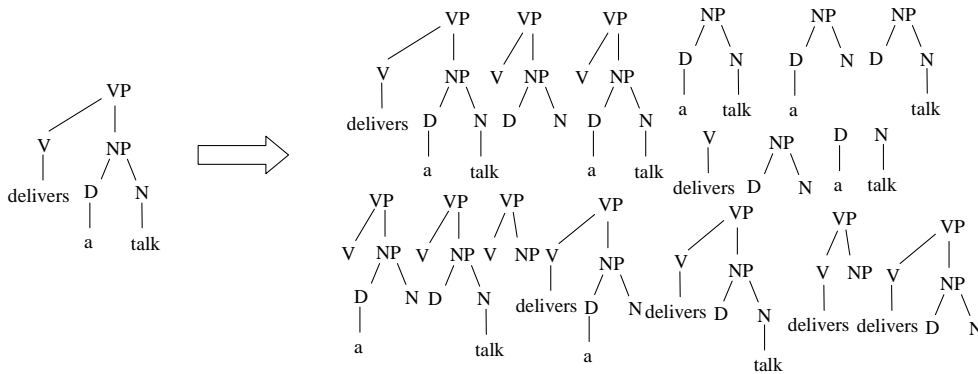 VP VP VP NP NP NP
V V V D N D N D N
NP NP NP
delivers D N D N D N a talk a talk
VP
V NP V D N
a talk a talk delivers NP D N a talk
delivers D N
a talk
VP VP VP VP VP VP VP
V NP V NP V NP V NP V NP V NP V NP
D N D N delivers D N delivers D N delivers delivers D N
a talk a talk